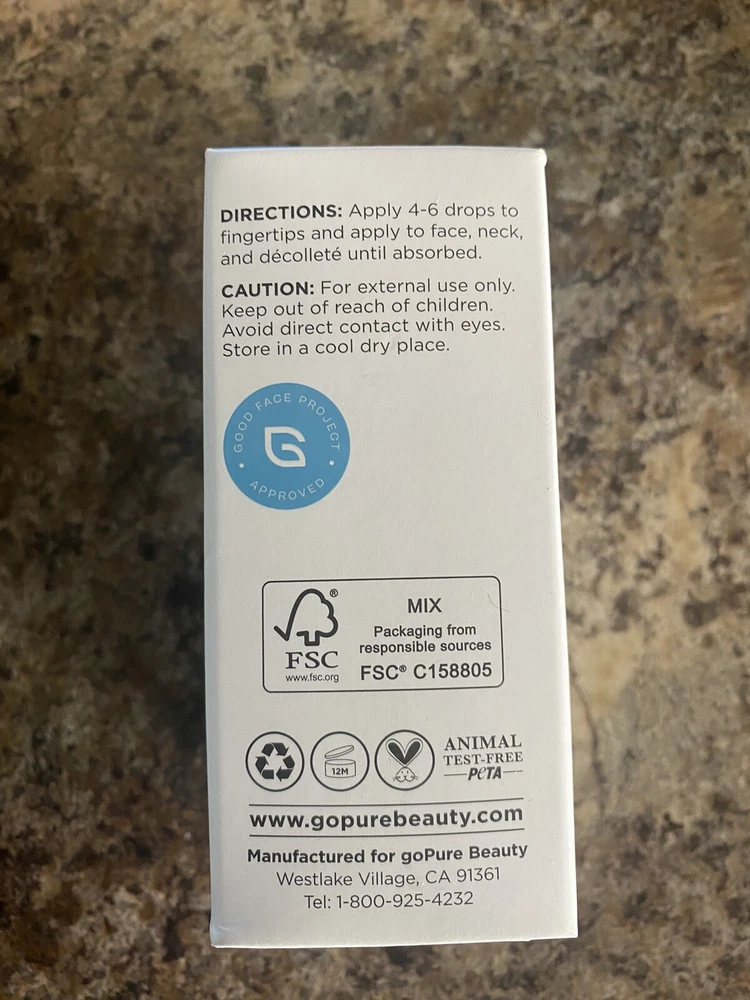 DIRECTIONS: Apply 4-6 drops to
fingertips and apply to face, neck,
and décolleté until absorbed.
CAUTION: For external use only.
Keep out of reach of children.
Avoid direct contact with eyes.
Store in a cool dry place.
GOOD FACE PROJECT
G
• APPROVED •
®
FSC
www.fsc.org
MIX
Packaging from
responsible sources
FSC® C158805
12M
ANIMAL
TEST-FREE
PETA
www.gopurebeauty.com
Manufactured for goPure Beauty
Westlake Village, CA 91361
Tel: 1-800-925-4232